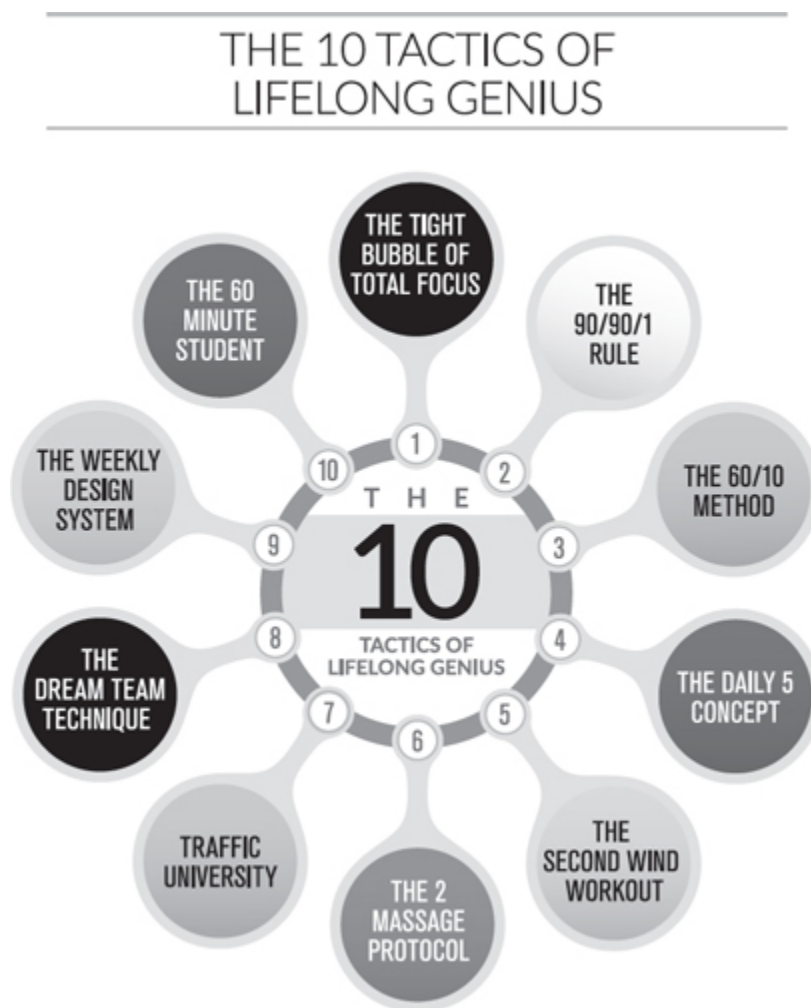 THE 10 TACTICS OF
LIFELONG GENIUS
THE TIGHT
BUBBLE OF
TOTAL FOCUS
THE
90/90/1
RULE
THE 60/10
METHOD
THE DAILY 5
CONCEPT
THE
SECOND WIND
WORKOUT
THE 2
MASSAGE
PROTOCOL
TRAFFIC
UNIVERSITY
THE
DREAM TEAM
TECHNIQUE
THE WEEKLY
DESIGN
SYSTEM
THE 60
MINUTE
STUDENT
1
2
3
4
5
6
7
8
9
10
THE
10
TACTICS OF
LIFELONG GENIUS